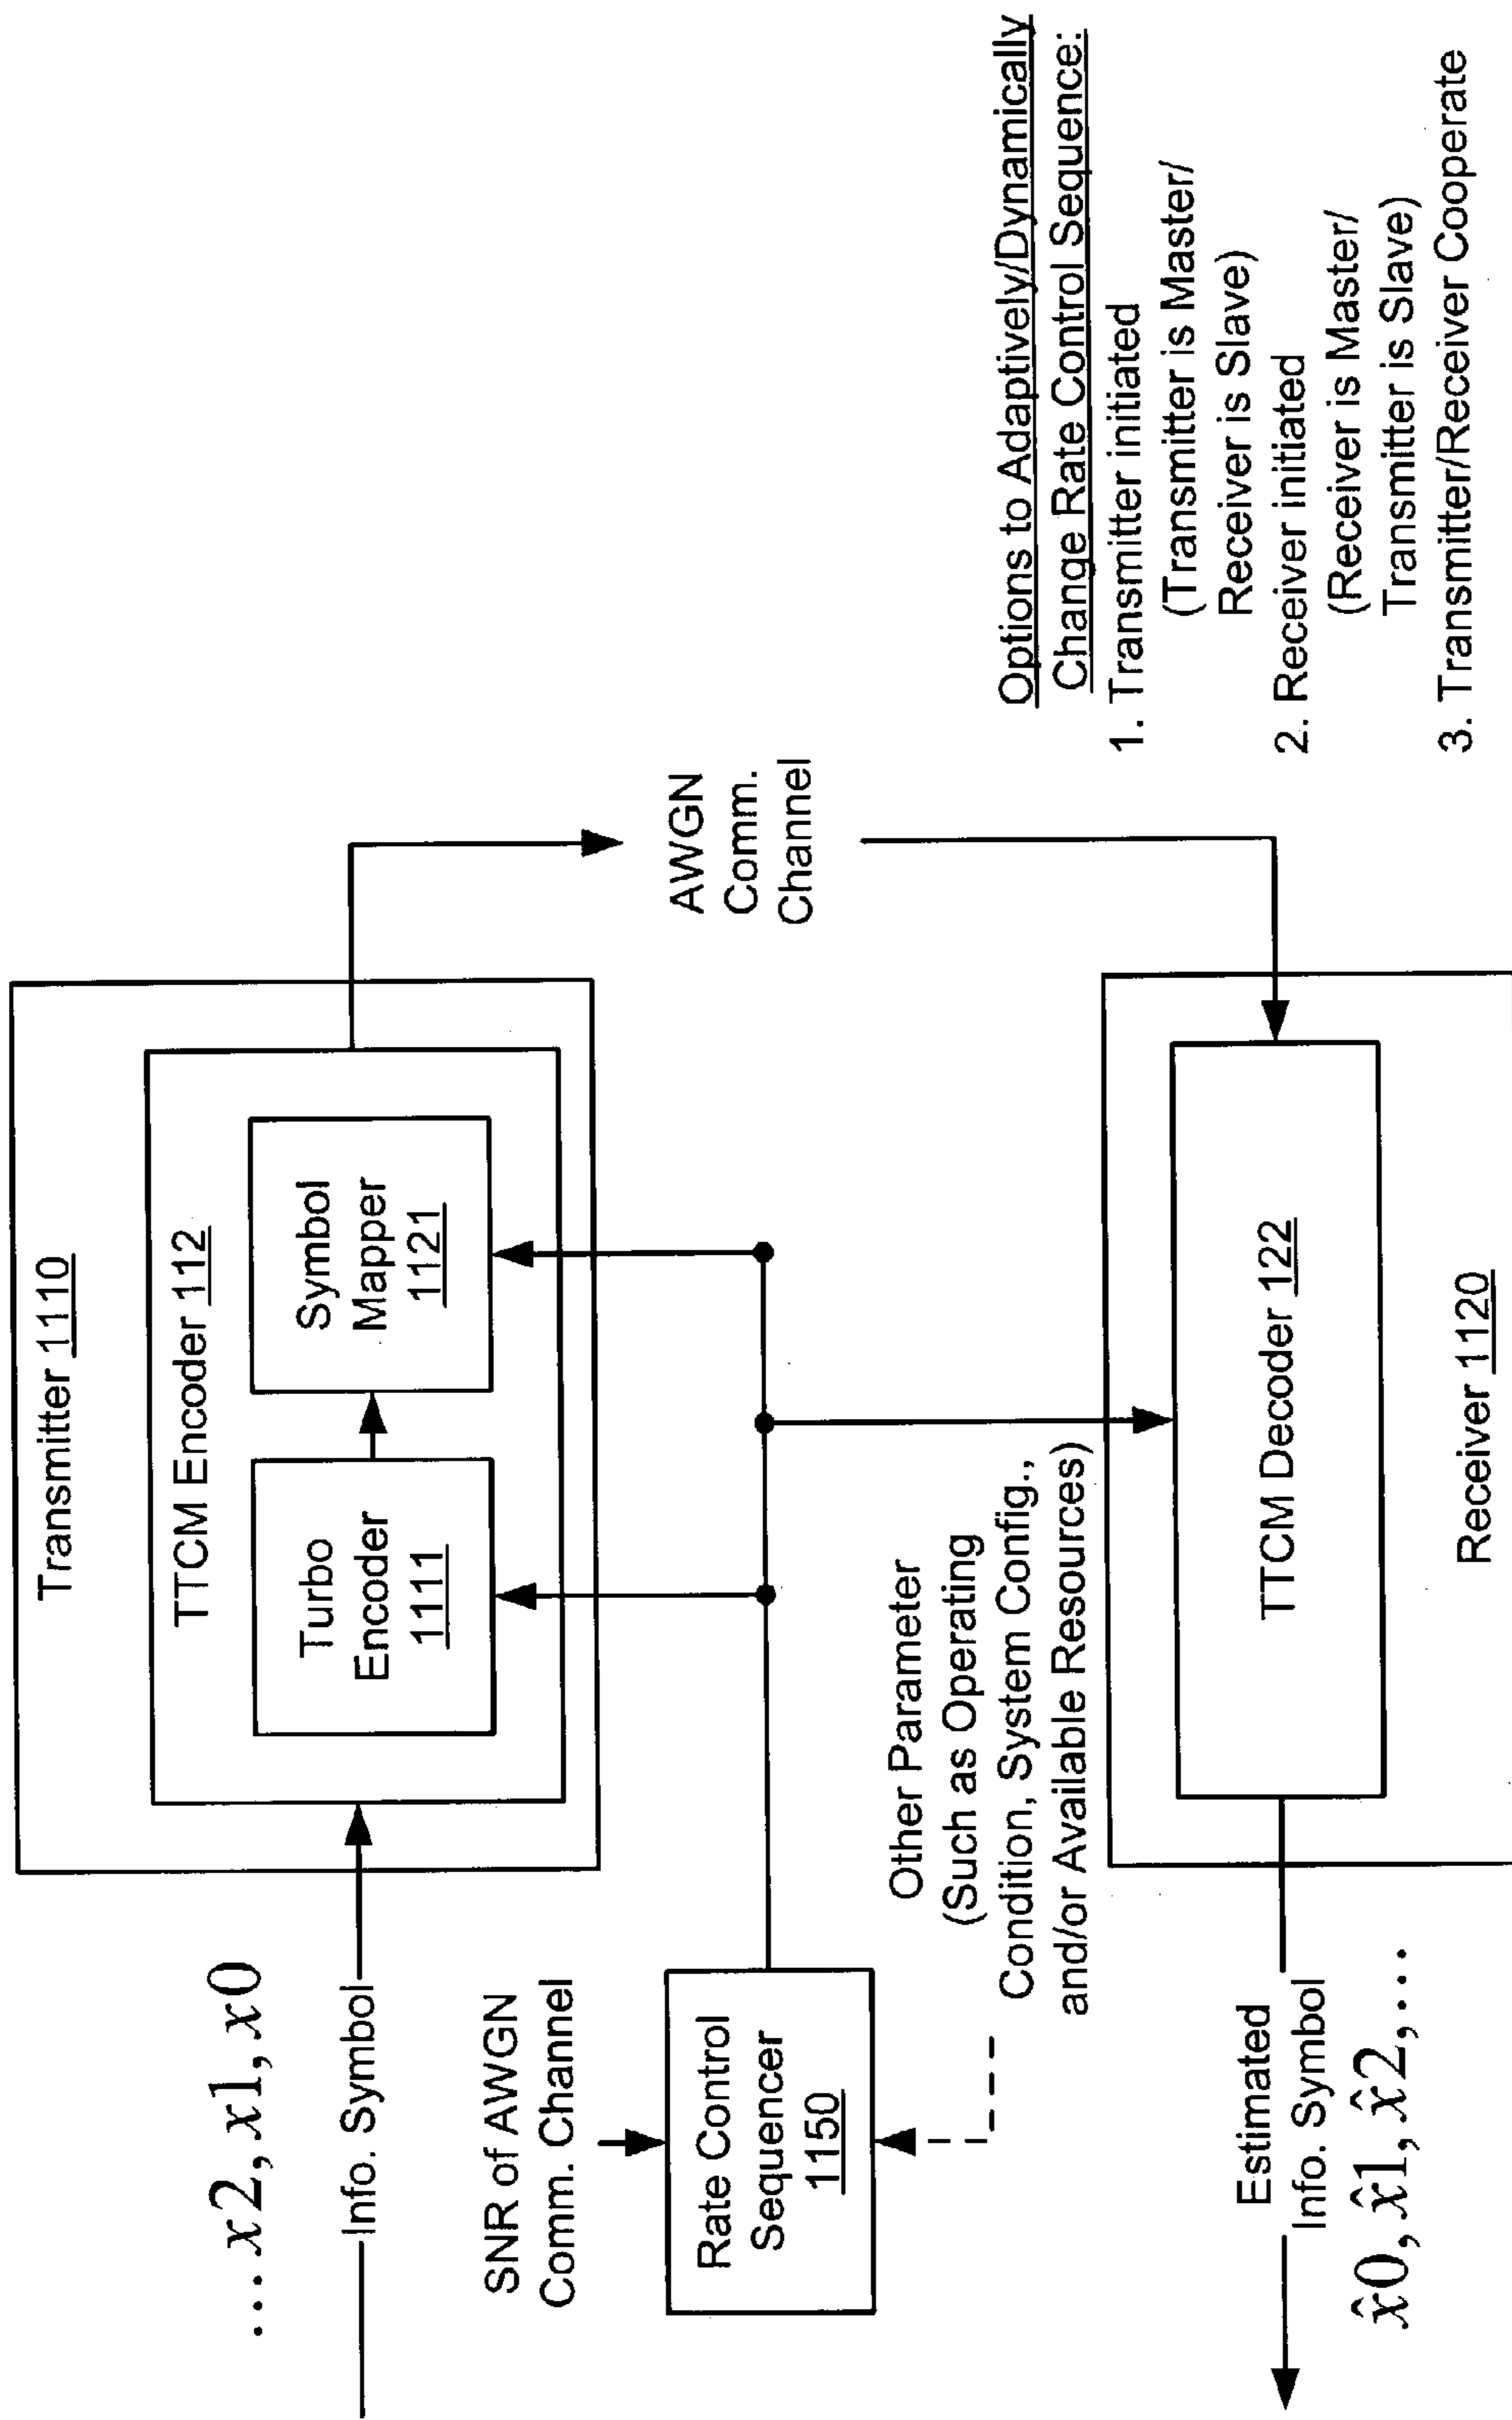 Transmitter 1110
TTCM Encoder 112
Turbo
Encoder
1111
Symbol
Mapper
1121
...x2, x1, x0
Info. Symbol
SNR of AWGN
Comm. Channel
Rate Control
Sequencer
1150
AWGN
Comm.
Channel
Other Parameter
(Such as Operating
Condition, System Config.,
and/or Available Resources)
TTCM Decoder 122
Receiver 1120
Estimated
Info. Symbol
x̂0, x̂1, x̂2,...
Options to Adaptively/Dynamically
Change Rate Control Sequence:
1. Transmitter initiated
(Transmitter is Master/
Receiver is Slave)
2. Receiver initiated
(Receiver is Master/
Transmitter is Slave)
3. Transmitter/Receiver Cooperate